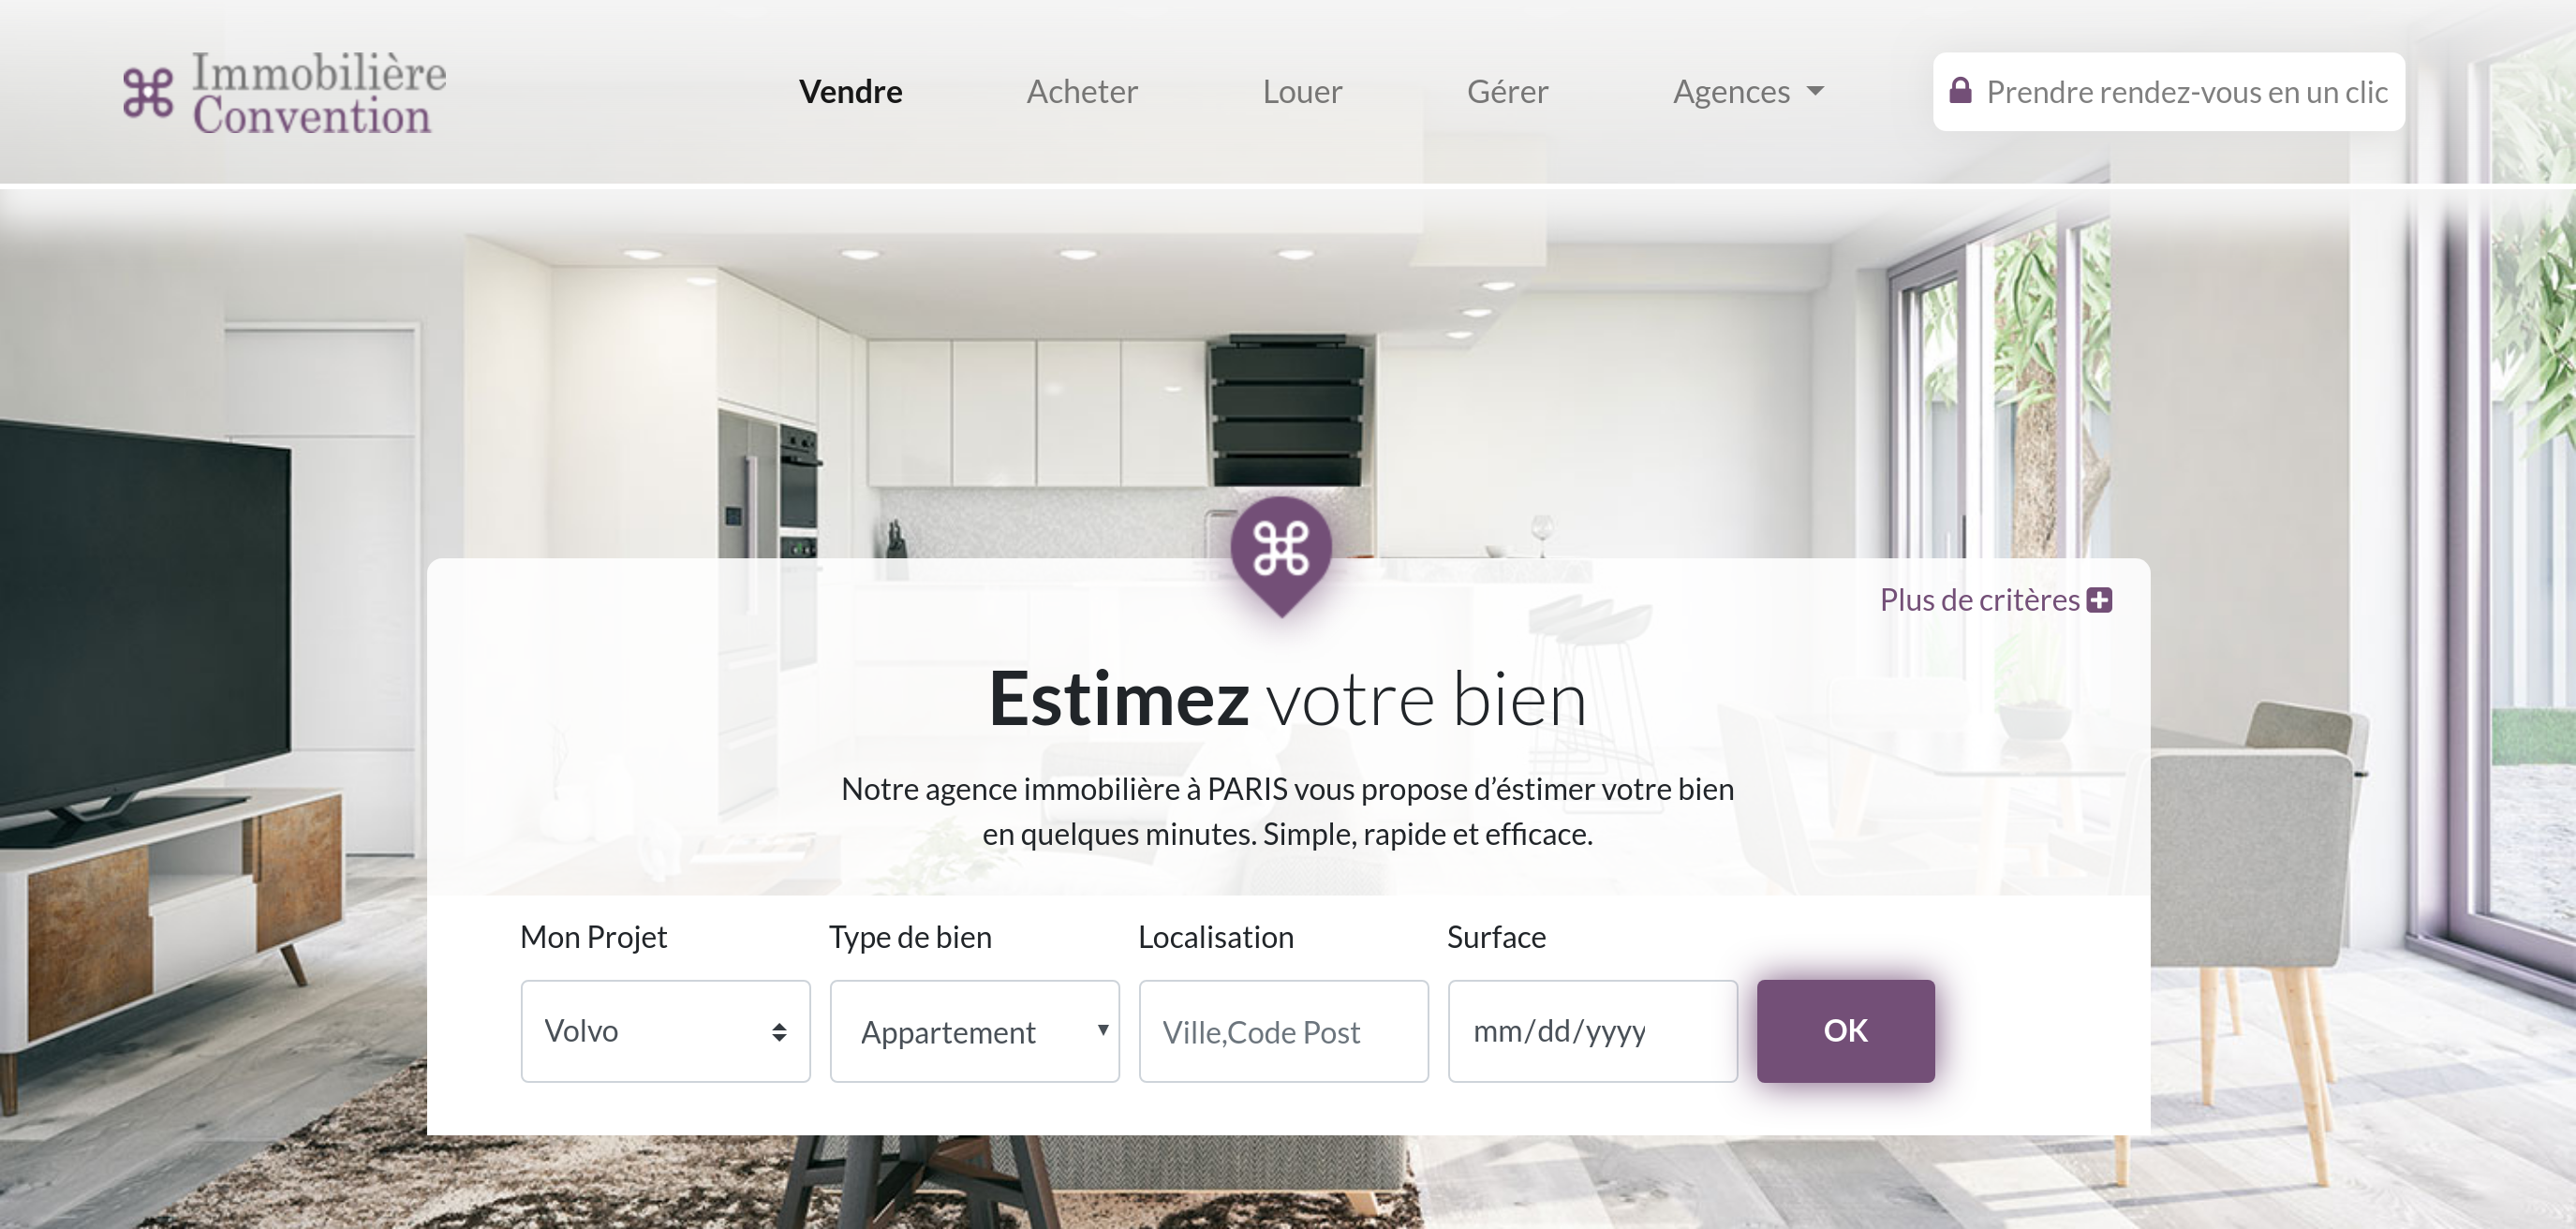 Immobilière
Convention
Vendre
Acheter
Louer
Gérer
Agences
Prendre rendez-vous en un clic
Plus de critères
Estimez votre bien
Notre agence immobilière à PARIS vous propose d’éstimer votre bien
en quelques minutes. Simple, rapide et efficace.
Mon Projet
Type de bien
Localisation
Surface
Volvo
Appartement
Ville,Code Post
mm/dd/yyyy
OK